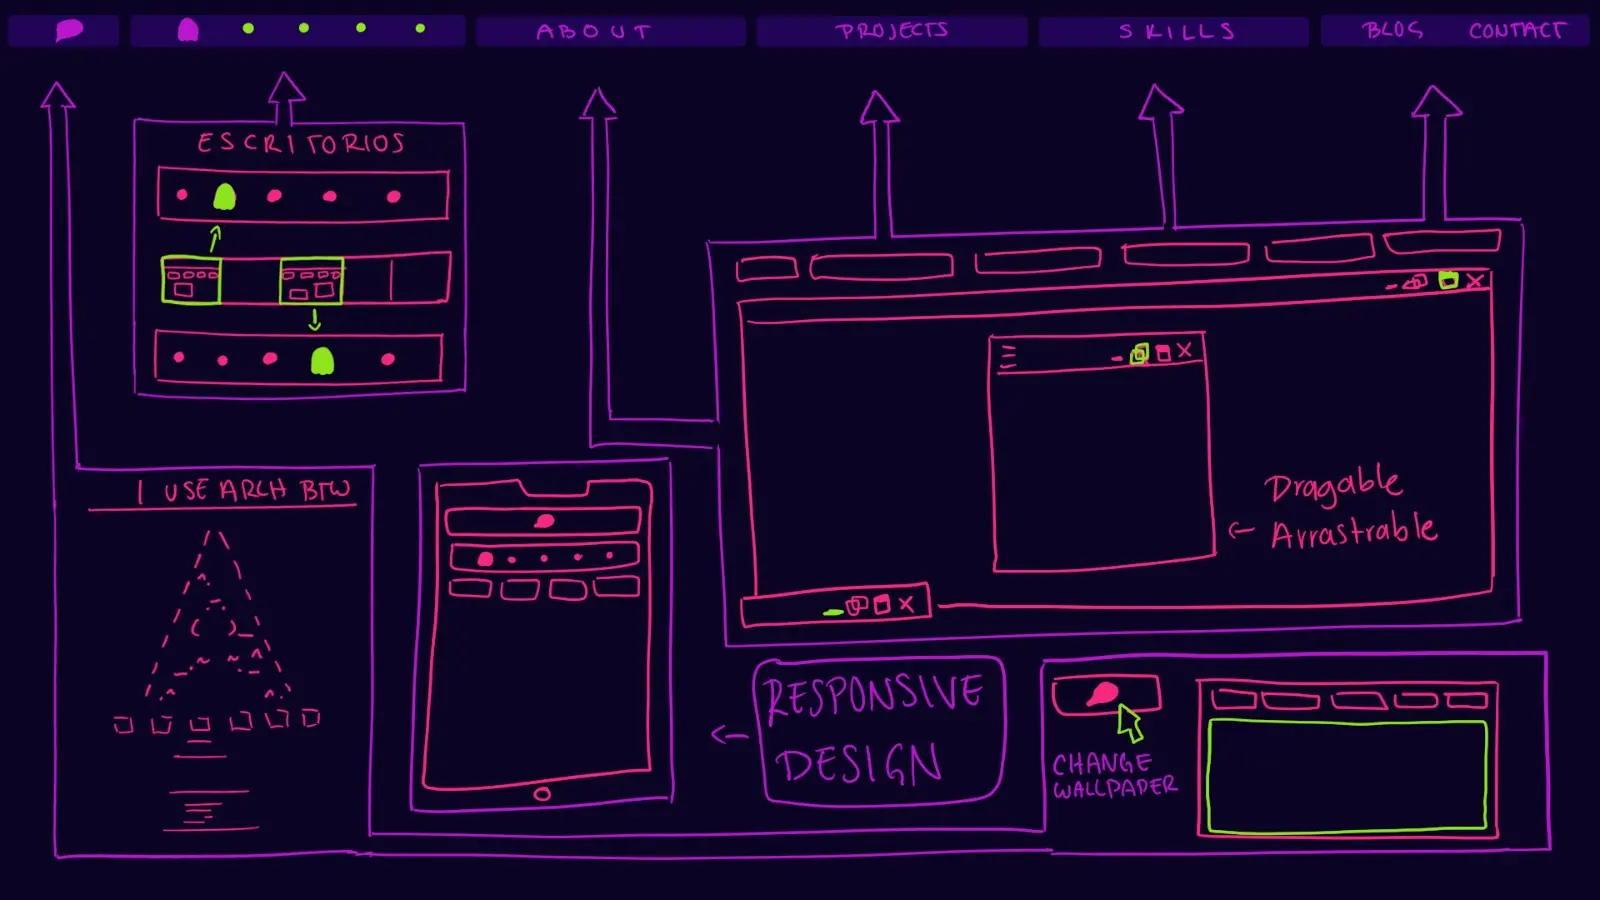 ABOUT
PROJECTS
SKILLS
BLOG
CONTACT
ESCRITORIOS
I USE ARCH BTW
Dragable
← Arrastrable
← RESPONSIVE
DESIGN
CHANGE
WALLPAPER